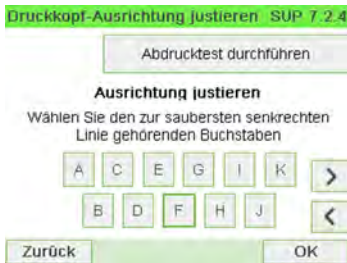 Druckkopf-Ausrichtung justieren SUP 7.2.4
Abdrucktest durchführen
Ausrichtung justieren
Wählen Sie den zur saubersten senkrechten
Linie gehörenden Buchstaben
A C E G I K >
B D F H J <
Zurück OK